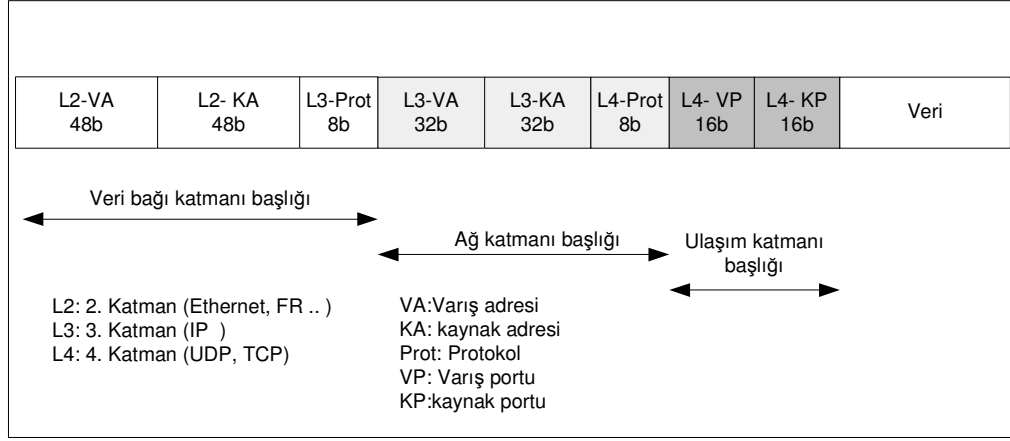 L2-VA L2- KA L3-Prot L3-VA L3-KA L4-Prot L4- VP L4- KP Veri
48b 48b 8b 32b 32b 8b 16b 16b
Veri bağı katmanı başlığı
Ağ katmanı başlığı
Ulaşım katmanı
başlığı
L2: 2. Katman (Ethernet, FR .. )
L3: 3. Katman (IP )
L4: 4. Katman (UDP, TCP)
VA:Varış adresi
KA: kaynak adresi
Prot: Protokol
VP: Varış portu
KP:kaynak portu